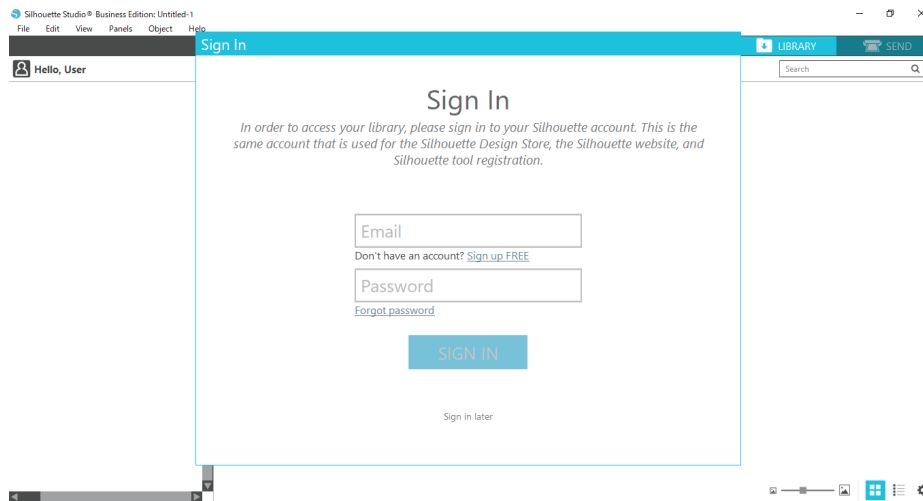 Silhouette Studio® Business Edition: Untitled-1
File Edit View Panels Object Help
Sign In
LIBRARY
SEND
Hello, User
Search
Sign In
In order to access your library, please sign in to your Silhouette account. This is the
same account that is used for the Silhouette Design Store, the Silhouette website, and
Silhouette tool registration.
Email
Don't have an account? Sign up FREE
Password
Forgot password
SIGN IN
Sign in later